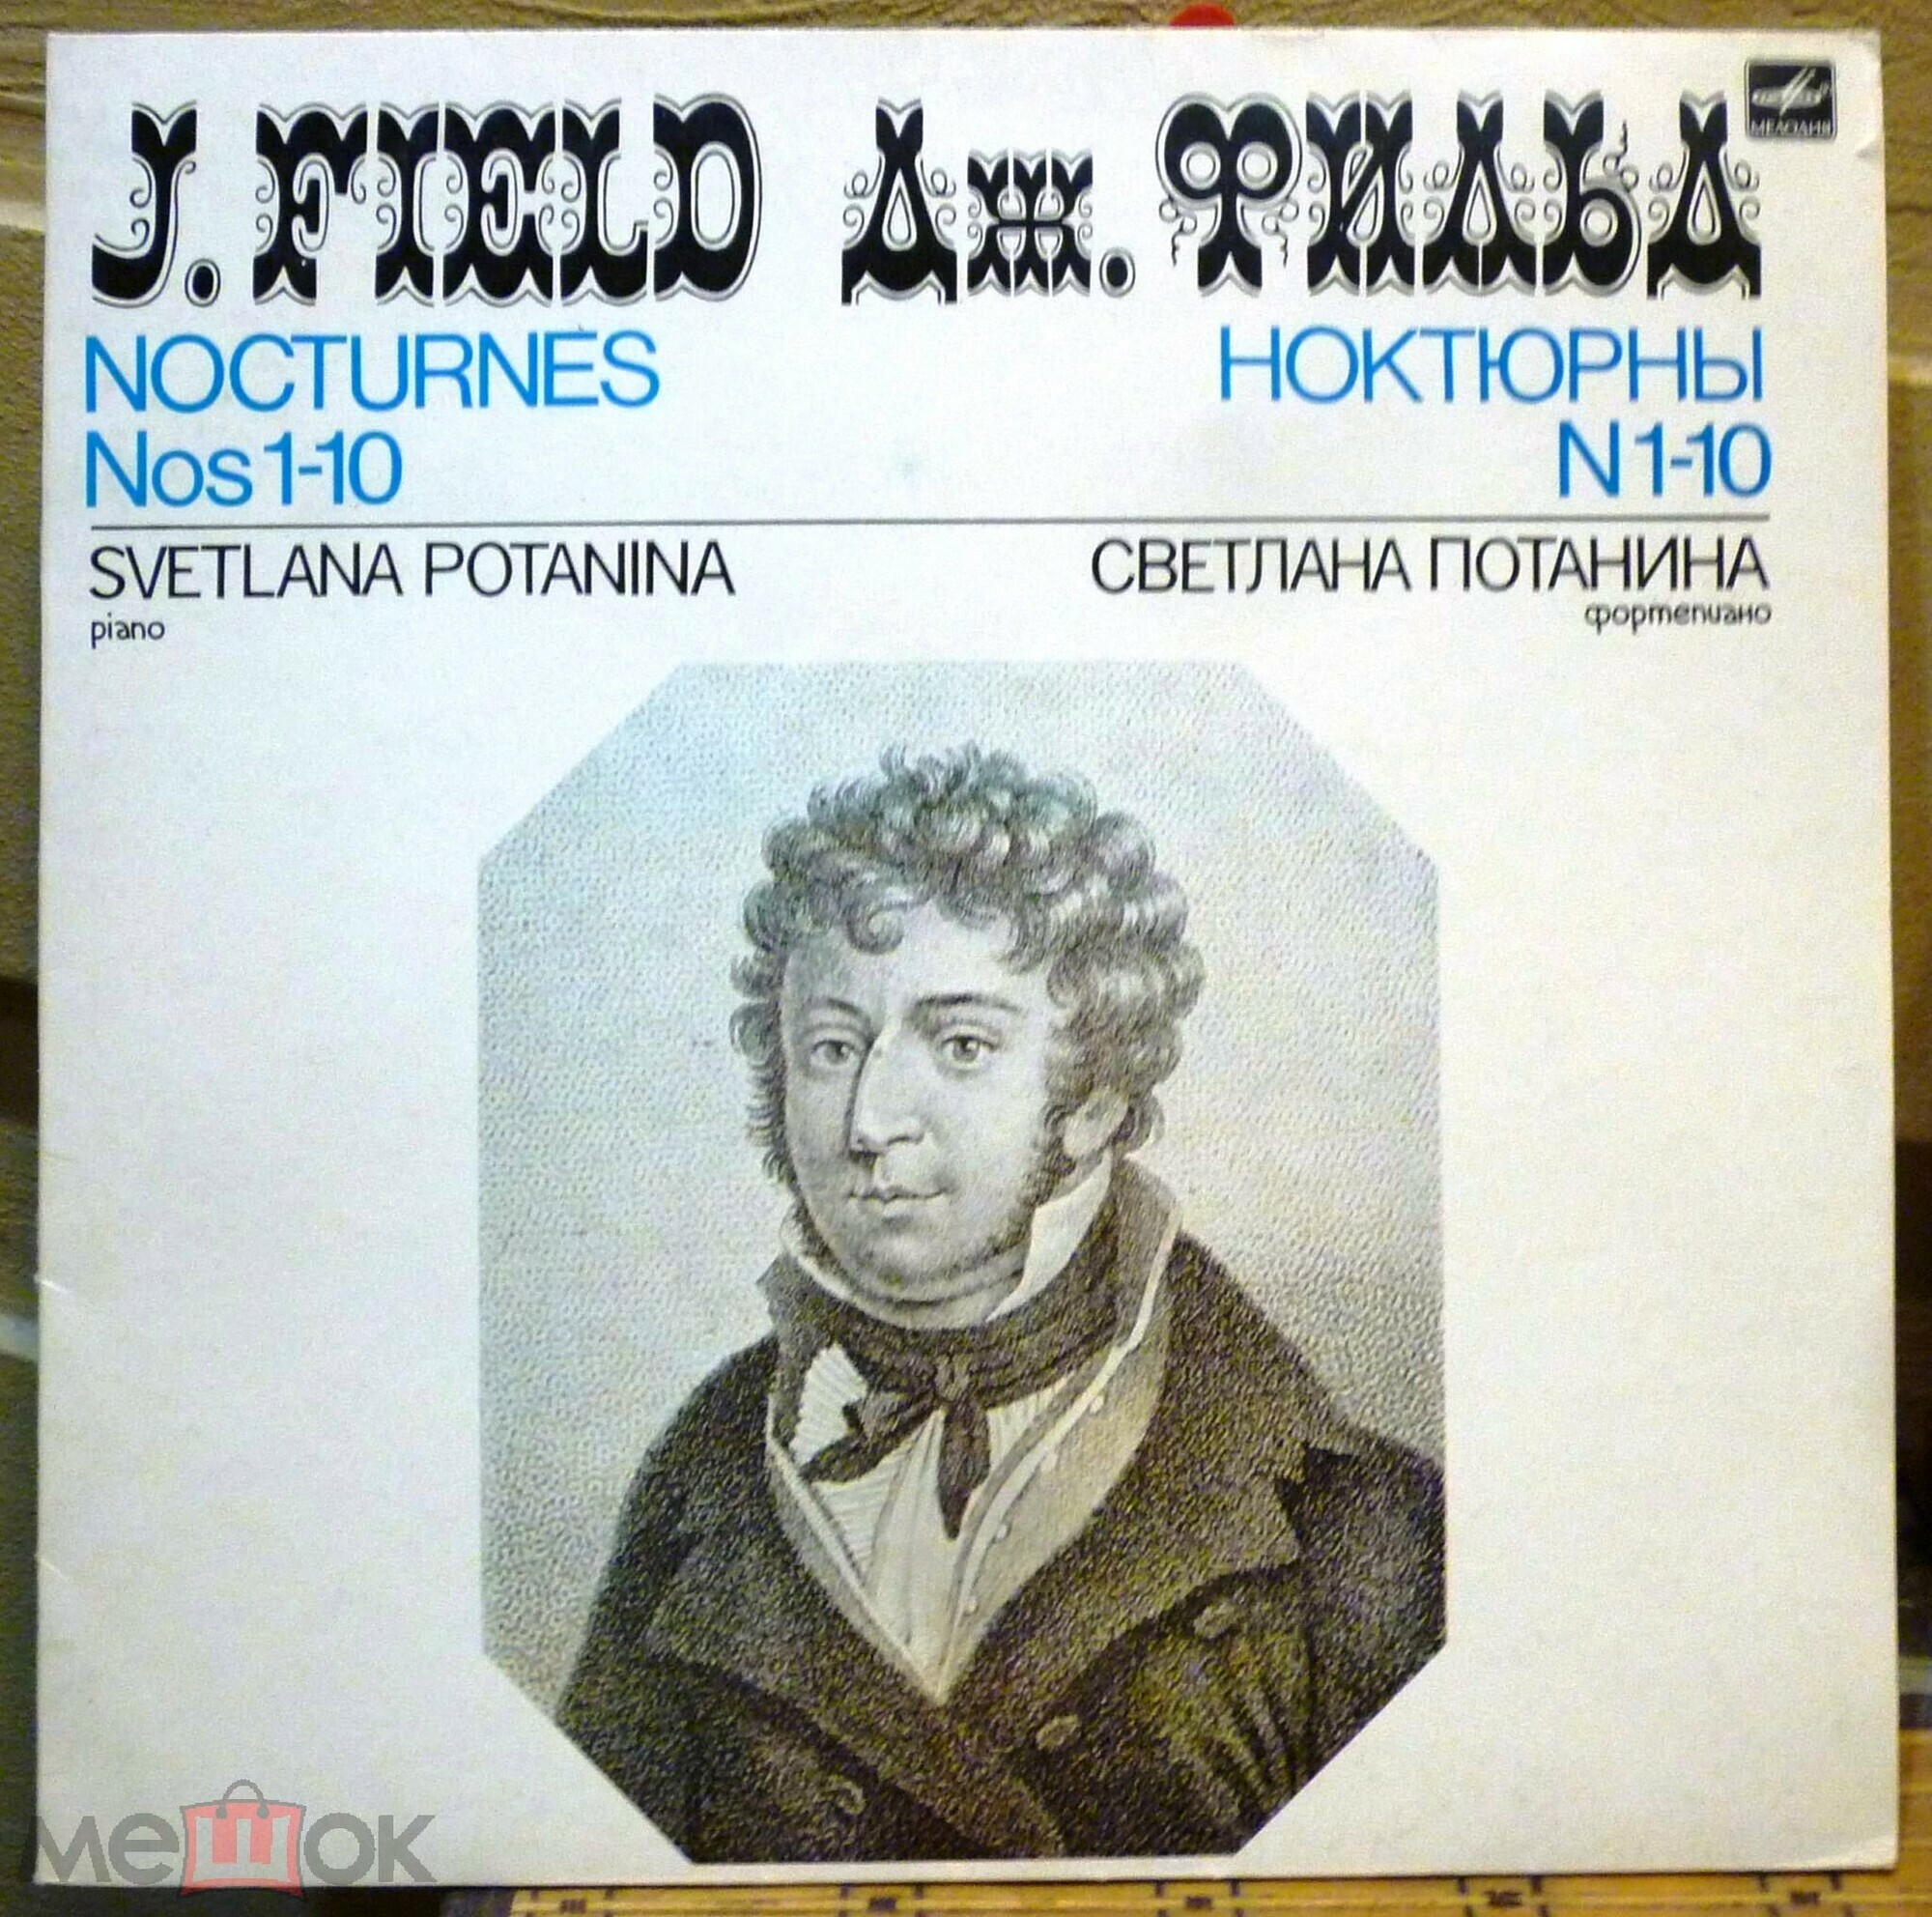 J. FIELD
NOCTURNES
Nos 1-10
SVETLANA POTANINA
piano
Дж. ФИЛЬД
НОКТЮРНЫ
N 1-10
СВЕТЛАНА ПОТАНИНА
фортепиано
МЕЛОДИЯ
мешок